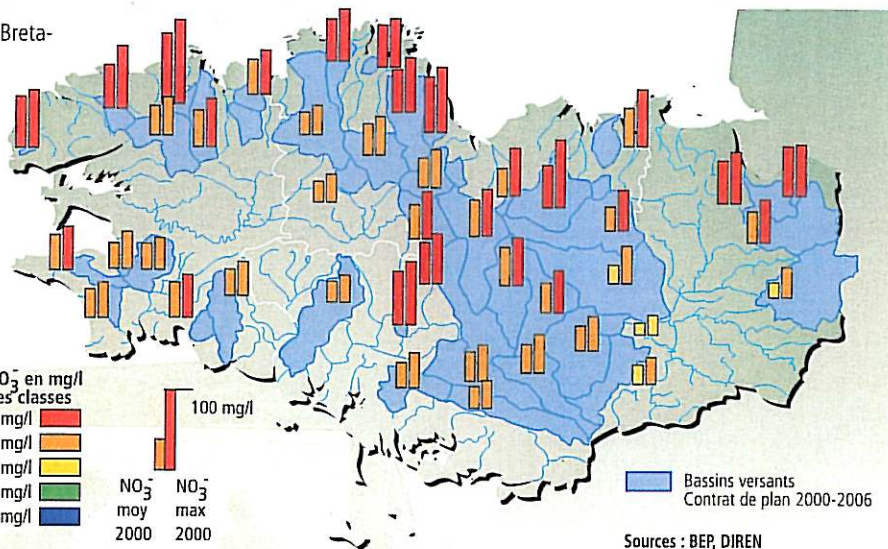 Breta-
O₃⁻ en mg/l
es classes
mg/l
mg/l
mg/l
mg/l
mg/l
100 mg/l
NO₃⁻ NO₃⁻
moy max
2000 2000
Bassins versants
Contrat de plan 2000-2006
Sources : BEP, DIREN